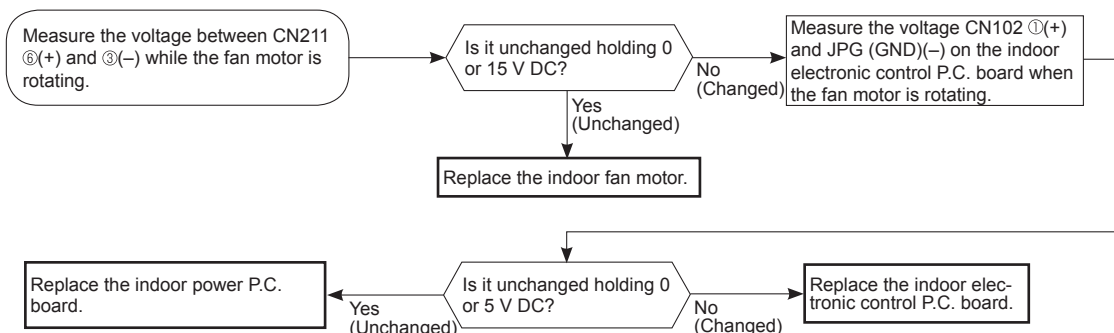 Measure the voltage between CN211
⑥(+) and ③(–) while the fan motor is
rotating.
Is it unchanged holding 0
or 15 V DC?
No
(Changed)
Measure the voltage CN102 ①(+)
and JPG (GND)(–) on the indoor
electronic control P.C. board when
the fan motor is rotating.
Yes
(Unchanged)
Replace the indoor fan motor.
Is it unchanged holding 0
or 5 V DC?
Yes
(Unchanged)
Replace the indoor power P.C.
board.
No
(Changed)
Replace the indoor elec-
tronic control P.C. board.